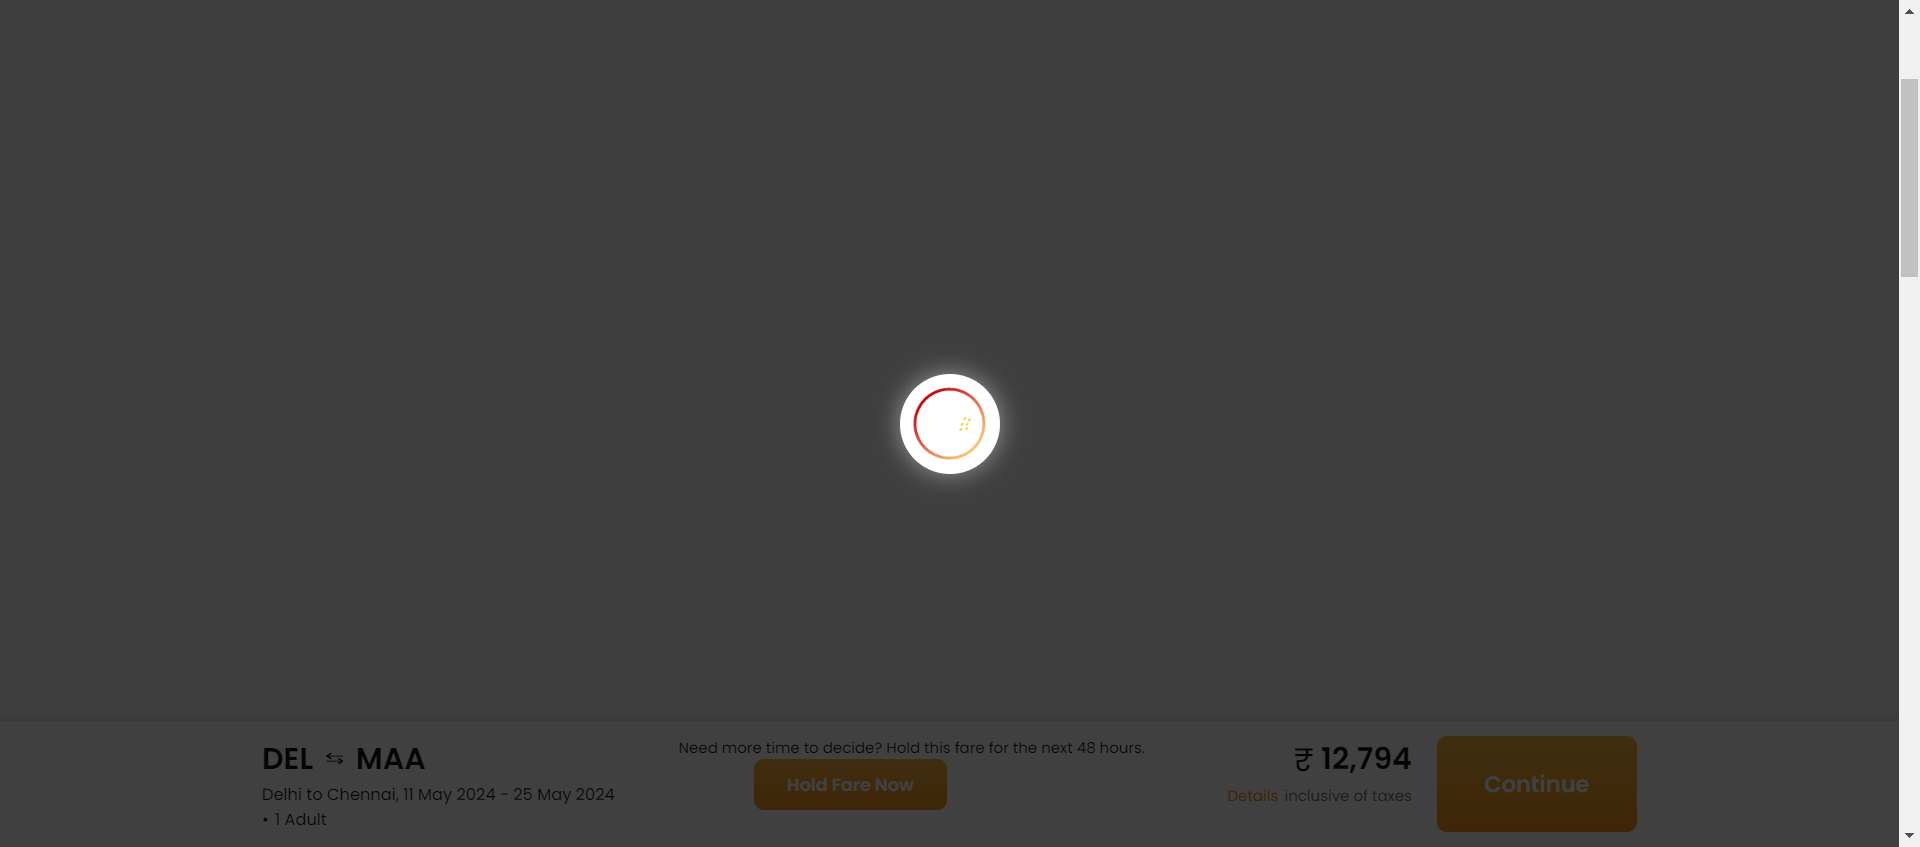 DEL ⇆ MAA
Delhi to Chennai, 11 May 2024 - 25 May 2024
• 1 Adult
Need more time to decide? Hold this fare for the next 48 hours.
Hold Fare Now
₹ 12,794
Details inclusive of taxes
Continue